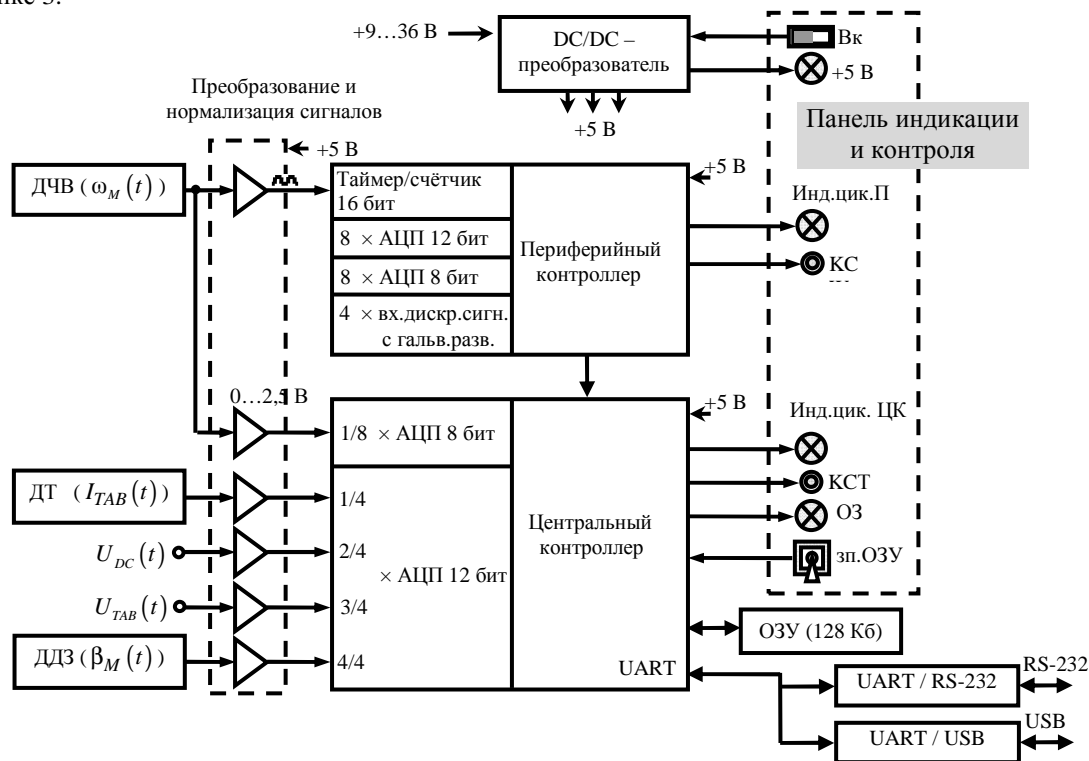 +9…36 В
DC/DC –
преобразователь
Вк
+5 В
+5 В
Преобразование и
нормализация сигналов
+5 В
Панель индикации
и контроля
ДЧВ ( ω_M (t) )
Таймер/счётчик
16 бит
8 × АЦП 12 бит
8 × АЦП 8 бит
4 × вх.дискр.сигн.
с гальв.разв.
Периферийный
контроллер
+5 В
Инд.цик.П
КС
0…2,5 В
1/8 × АЦП 8 бит
+5 В
Инд.цик. ЦК
ДТ ( I_TAB (t) )
1/4
КСТ
U_DC (t)
2/4
× АЦП 12 бит
Центральный
контроллер
ОЗ
зп.ОЗУ
U_TAB (t)
3/4
ОЗУ (128 Кб)
ДДЗ ( β_M (t) )
4/4
UART
UART / RS-232
RS-232
UART / USB
USB